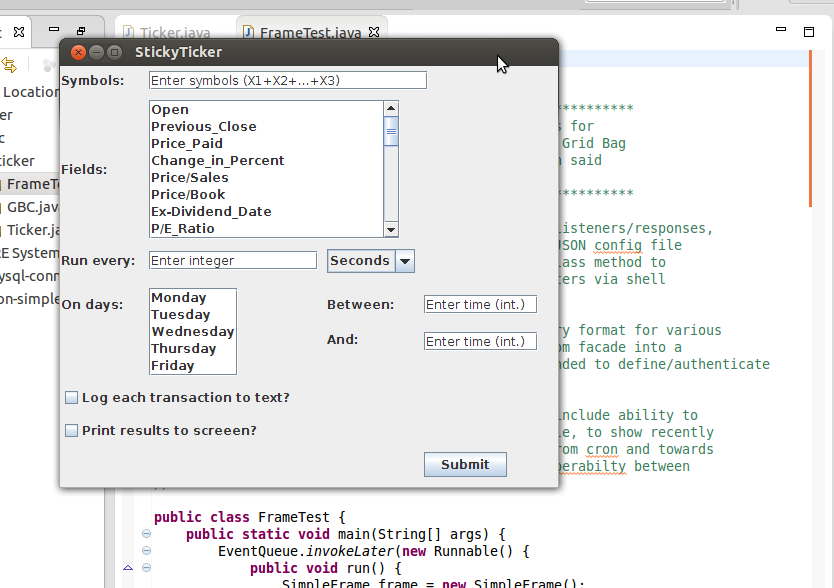 Ticker.java
FrameTest.java
StickyTicker
Symbols:
Enter symbols (X1+X2+...+X3)
Fields:
Open
Previous_Close
Price_Paid
Change_in_Percent
Price/Sales
Price/Book
Ex-Dividend_Date
P/E_Ratio
Run every:
Enter integer
Seconds
On days:
Monday
Tuesday
Wednesday
Thursday
Friday
Between:
Enter time (int.)
And:
Enter time (int.)
Log each transaction to text?
Print results to screeen?
Submit
Location
er
c
ticker
FrameTe
GBC.jav
Ticker.ja
RE System
ysql-conn
on-simple
**********
s for
Grid Bag
said
**********
listeners/responses,
JSON config file
lass method to
ters via shell
ry format for various
om facade into a
nded to define/authenticate
include ability to
le, to show recently
rom cron and towards
perabilty between
public class FrameTest {
public static void main(String[] args) {
EventQueue.invokeLater(new Runnable() {
public void run() {
SimpleFrame frame = new SimpleFrame();